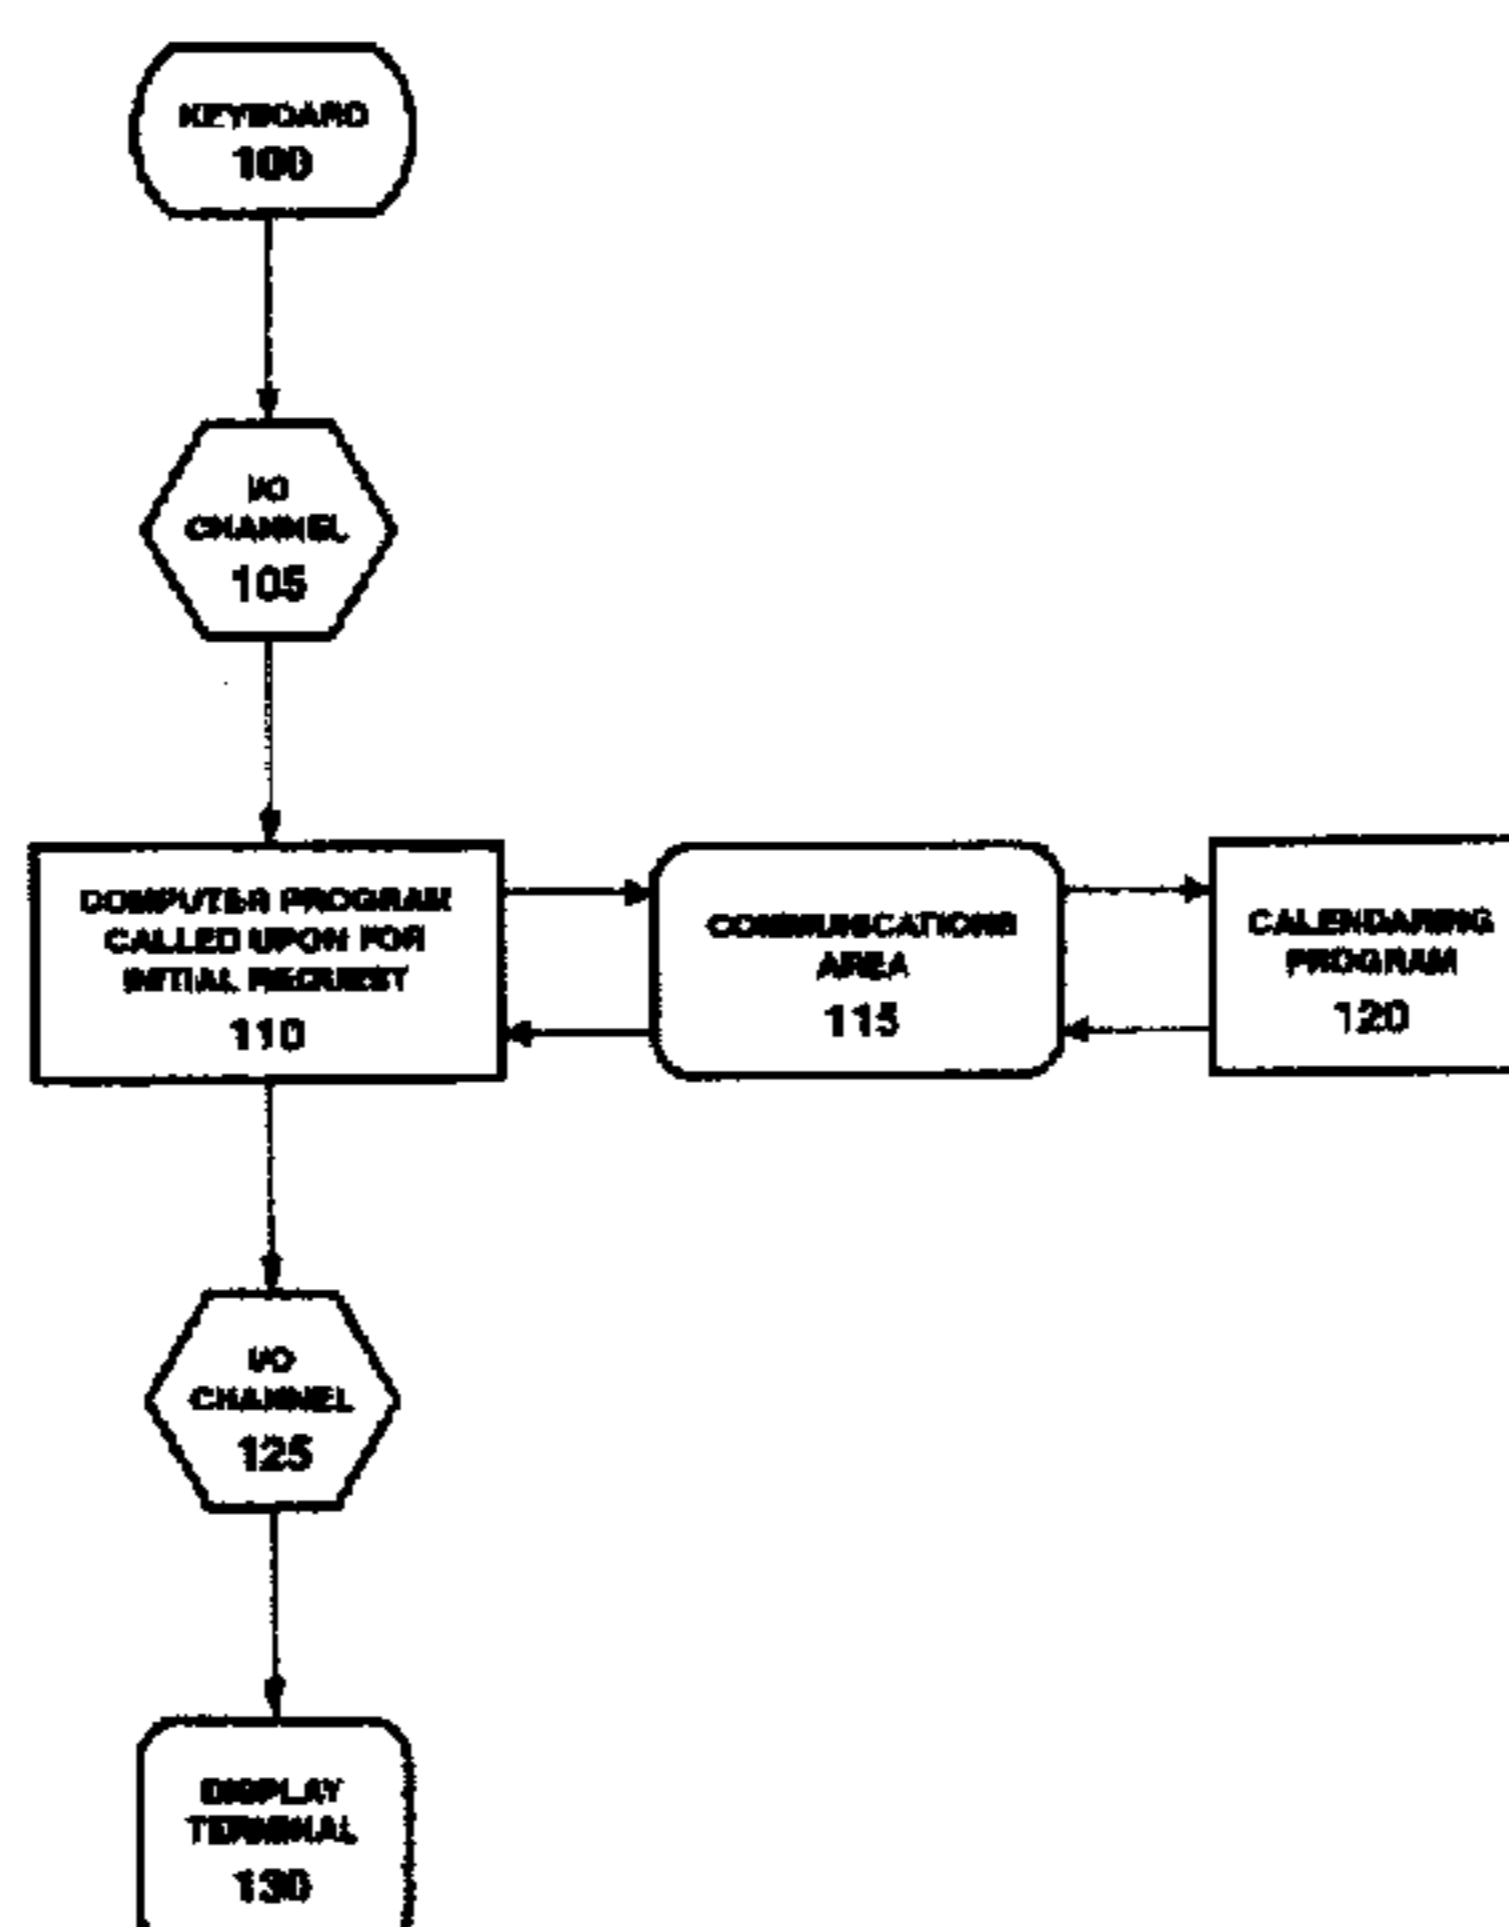 KEYBOARD
100
I/O
CHANNEL
105
COMPUTER PROGRAM
CALLED UPON FOR
INITIAL REQUEST
110
COMMUNICATIONS
AREA
115
CALENDARING
PROGRAM
120
I/O
CHANNEL
125
DISPLAY
TERMINAL
130